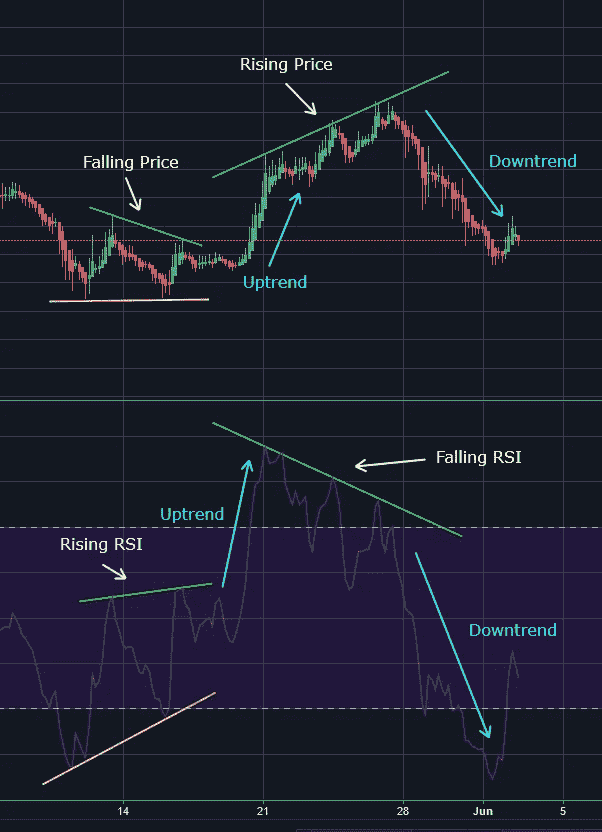 Rising Price
Falling Price
Downtrend
Uptrend
Falling RSI
Uptrend
Rising RSI
Downtrend
14 21 28 Jun 5